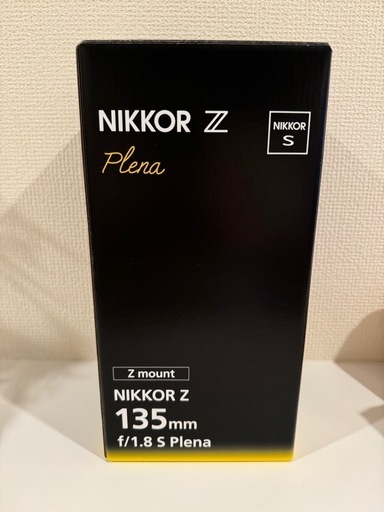 NIKKOR Z
NIKKOR
S
Plena
Z mount
NIKKOR Z
135mm
f/1.8 S Plena